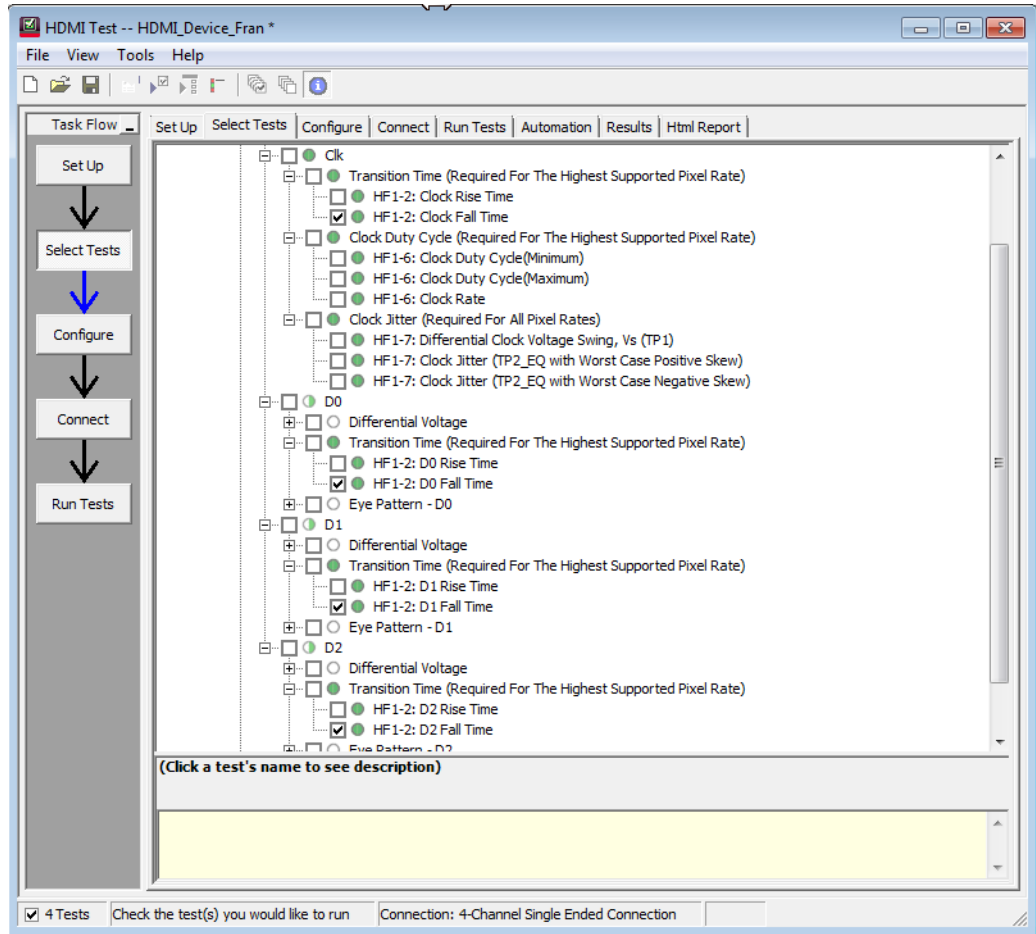 HDMI Test -- HDMI_Device_Fran *
File View Tools Help
Task Flow
Set Up
Select Tests
Configure
Connect
Run Tests
Set Up Select Tests Configure Connect Run Tests Automation Results Html Report
Clk
Transition Time (Required For The Highest Supported Pixel Rate)
HF1-2: Clock Rise Time
HF1-2: Clock Fall Time
Clock Duty Cycle (Required For The Highest Supported Pixel Rate)
HF1-6: Clock Duty Cycle(Minimum)
HF1-6: Clock Duty Cycle(Maximum)
HF1-6: Clock Rate
Clock Jitter (Required For All Pixel Rates)
HF1-7: Differential Clock Voltage Swing, Vs (TP1)
HF1-7: Clock Jitter (TP2_EQ with Worst Case Positive Skew)
HF1-7: Clock Jitter (TP2_EQ with Worst Case Negative Skew)
D0
Differential Voltage
Transition Time (Required For The Highest Supported Pixel Rate)
HF1-2: D0 Rise Time
HF1-2: D0 Fall Time
Eye Pattern - D0
D1
Differential Voltage
Transition Time (Required For The Highest Supported Pixel Rate)
HF1-2: D1 Rise Time
HF1-2: D1 Fall Time
Eye Pattern - D1
D2
Differential Voltage
Transition Time (Required For The Highest Supported Pixel Rate)
HF1-2: D2 Rise Time
HF1-2: D2 Fall Time
Eye Pattern - D2
(Click a test's name to see description)
4 Tests Check the test(s) you would like to run Connection: 4-Channel Single Ended Connection